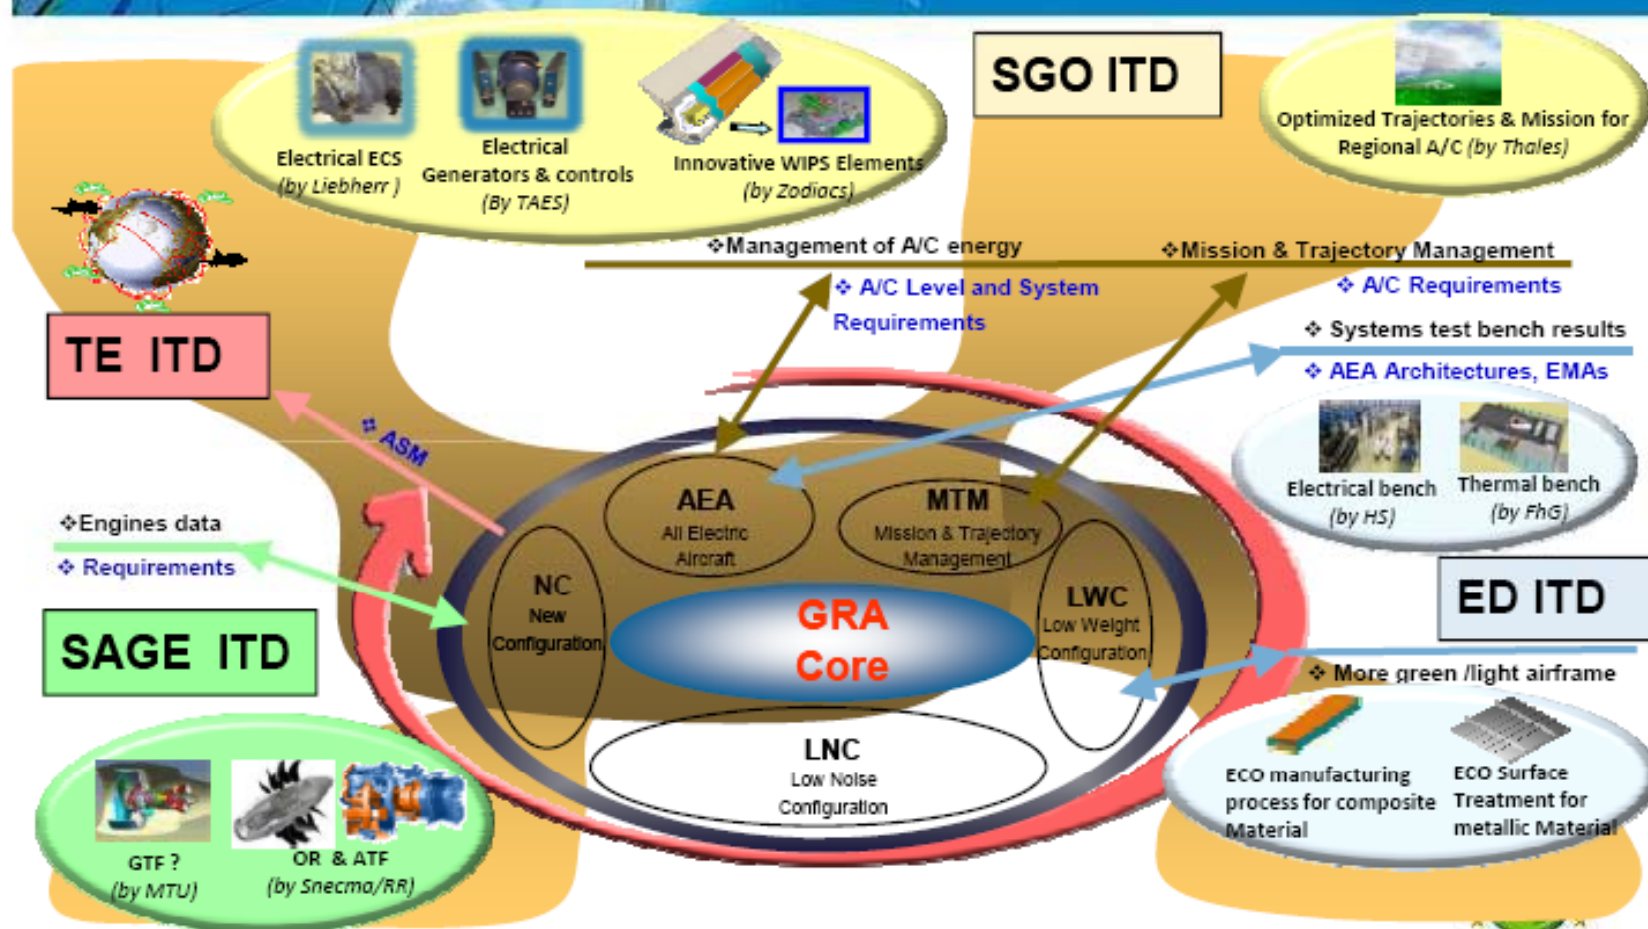 SGO ITD
Electrical ECS
(by Liebherr )
Electrical
Generators & controls
(By TAES)
Innovative WIPS Elements
(by Zodiacs)
Optimized Trajectories & Mission for
Regional A/C (by Thales)
❖Management of A/C energy
❖Mission & Trajectory Management
❖ A/C Level and System
Requirements
❖ A/C Requirements
❖ Systems test bench results
❖ AEA Architectures, EMAs
TE ITD
❖ ASM
Electrical bench
(by HS)
Thermal bench
(by FhG)
❖Engines data
❖ Requirements
AEA
All Electric
Aircraft
MTM
Mission & Trajectory
Management
NC
New
Configuration
GRA
Core
LWC
Low Weight
Configuration
ED ITD
SAGE ITD
❖ More green /light airframe
LNC
Low Noise
Configuration
ECO manufacturing
process for composite
Material
ECO Surface
Treatment for
metallic Material
GTF ?
(by MTU)
OR & ATF
(by Snecma/RR)